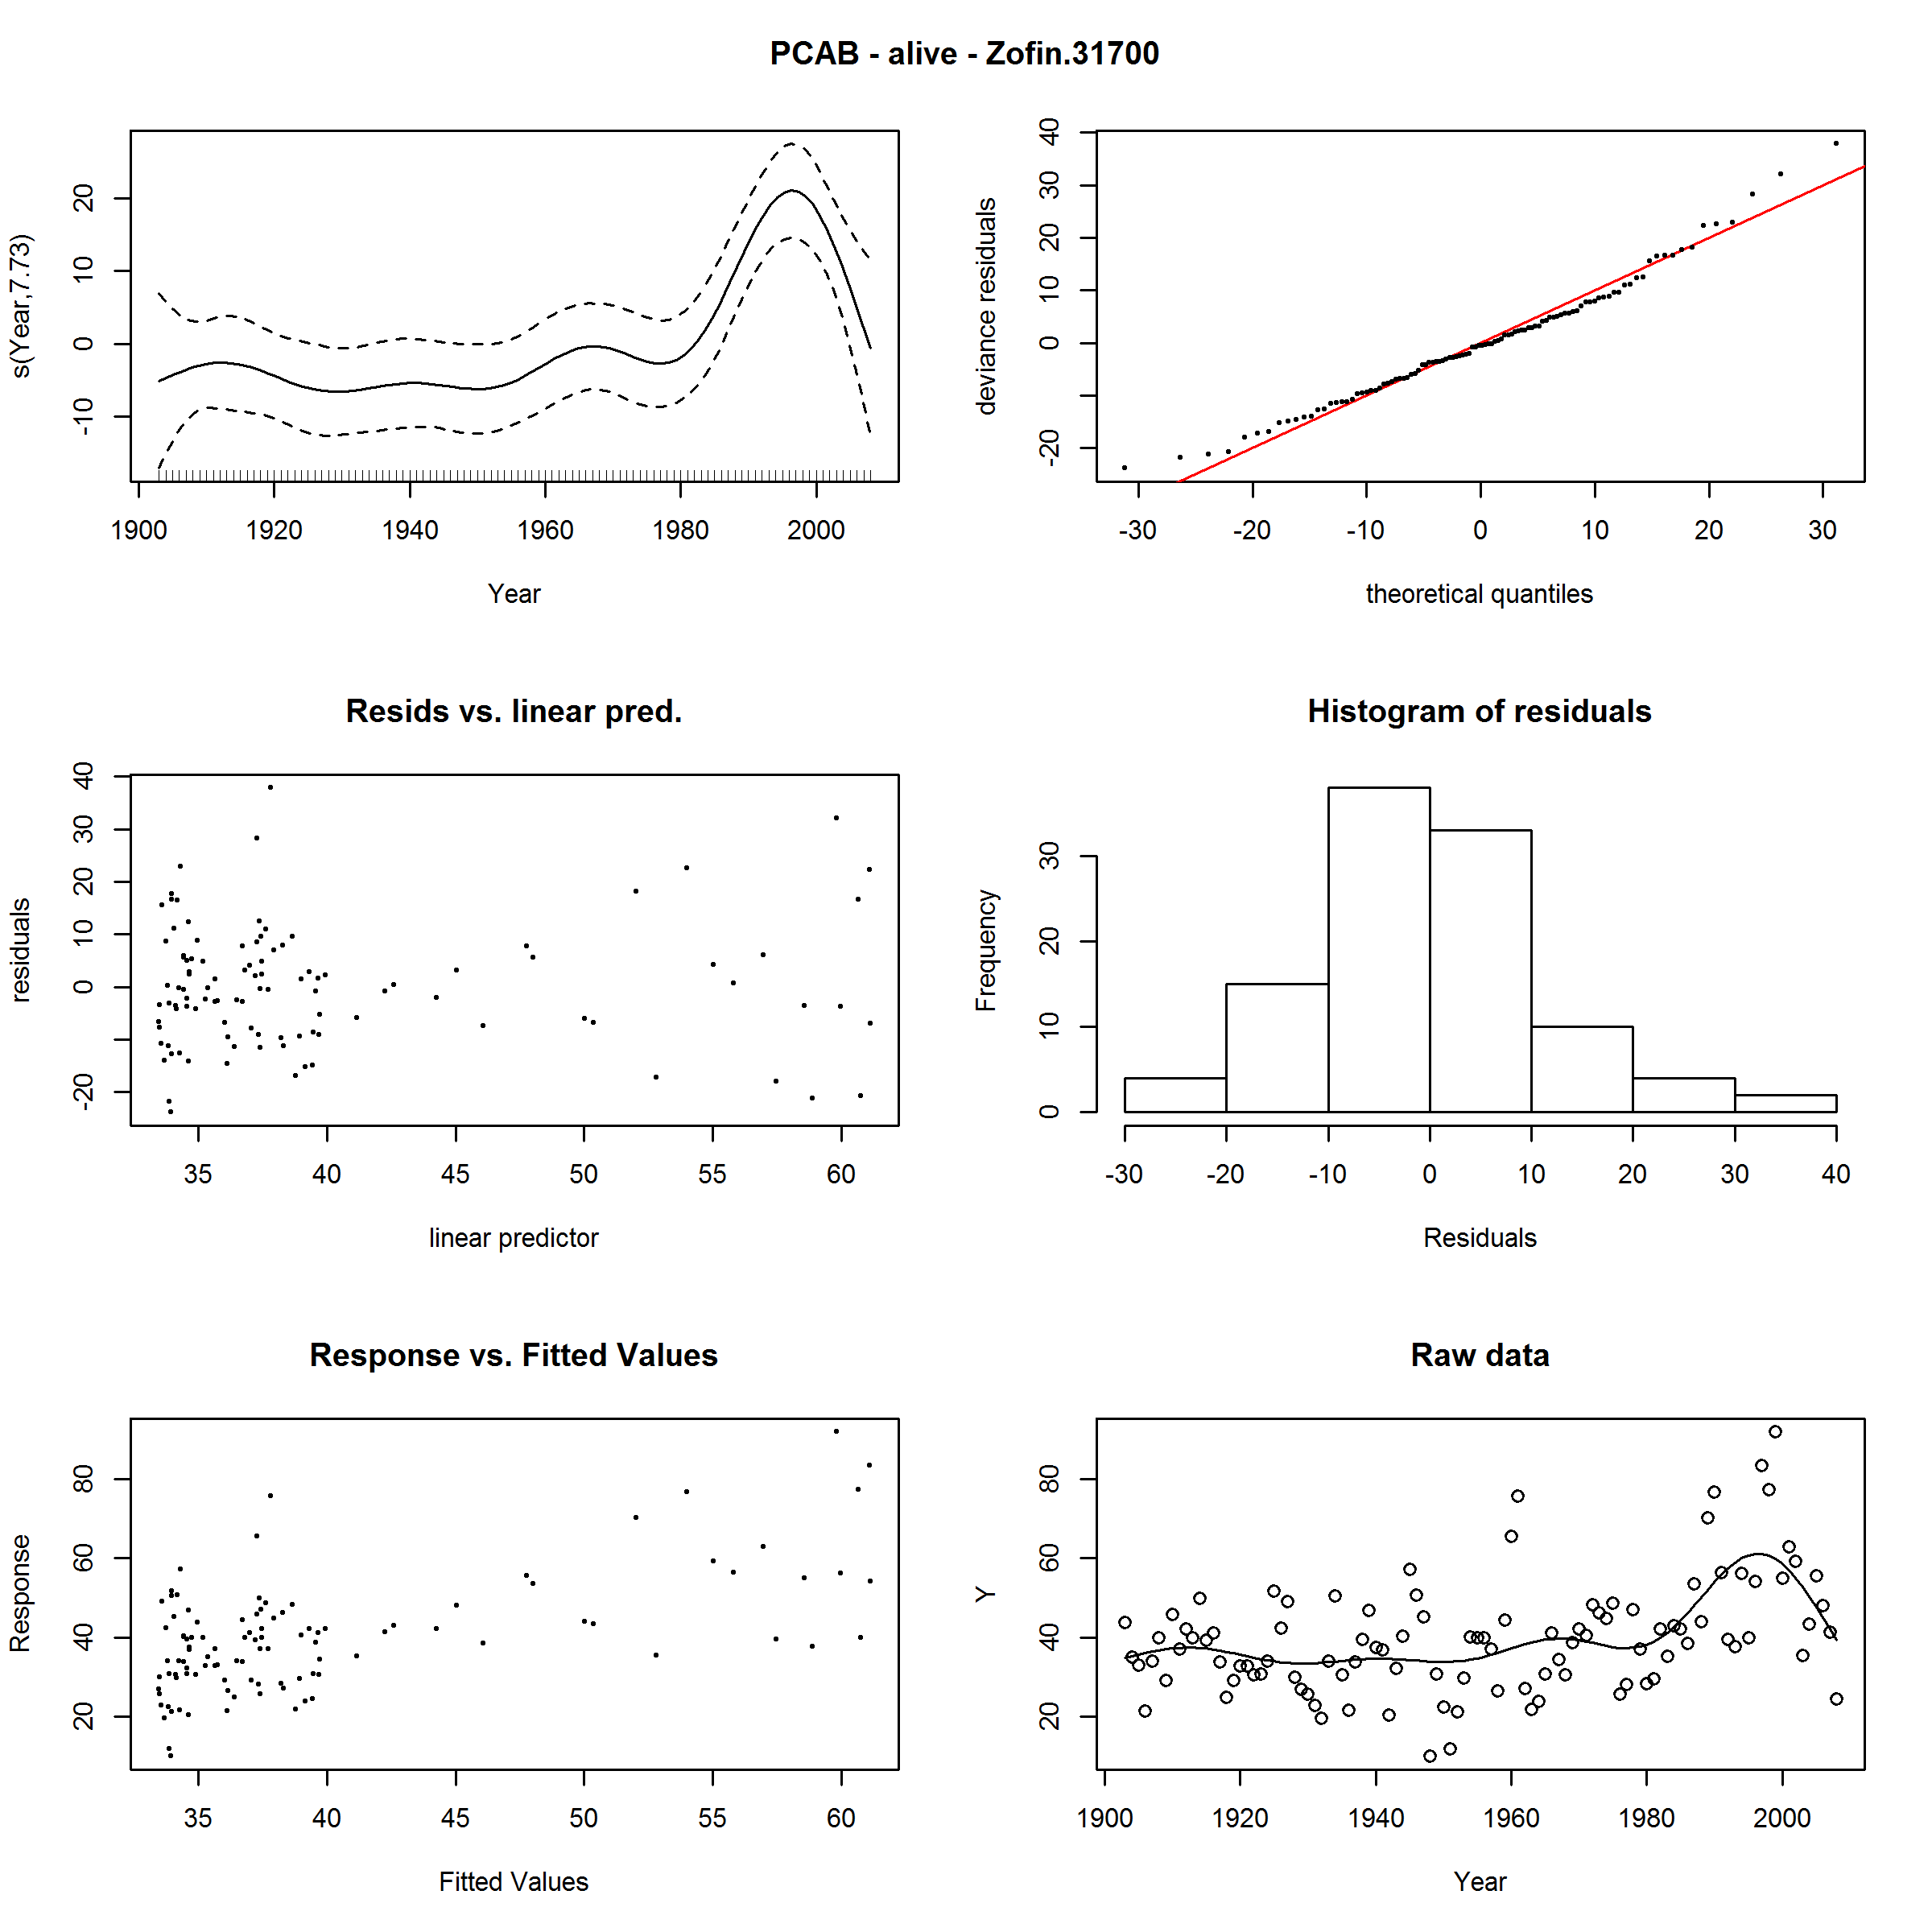 PCAB - alive - Zofin.31700
s(Year,7.73)
-10 0 10 20
1900 1920 1940 1960 1980 2000
Year
deviance residuals
-20 0 10 20 30 40
-30 -20 -10 0 10 20 30
theoretical quantiles
Resids vs. linear pred.
residuals
-20 0 10 20 30 40
35 40 45 50 55 60
linear predictor
Histogram of residuals
Frequency
0 10 20 30
-30 -20 -10 0 10 20 30 40
Residuals
Response vs. Fitted Values
Response
20 40 60 80
35 40 45 50 55 60
Fitted Values
Raw data
Y
20 40 60 80
1900 1920 1940 1960 1980 2000
Year